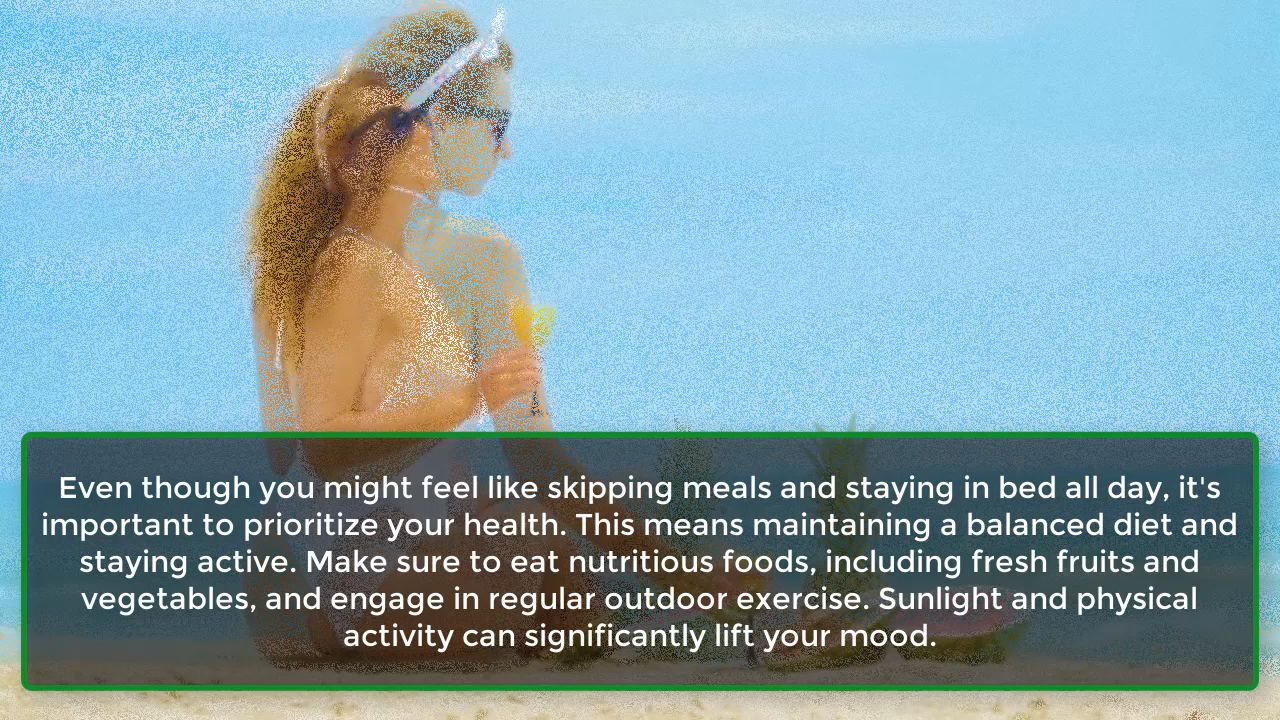 Even though you might feel like skipping meals and staying in bed all day, it's
important to prioritize your health. This means maintaining a balanced diet and
staying active. Make sure to eat nutritious foods, including fresh fruits and
vegetables, and engage in regular outdoor exercise. Sunlight and physical
activity can significantly lift your mood.